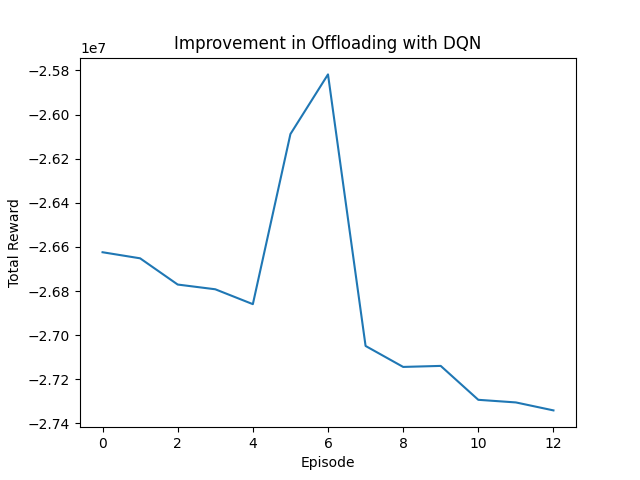 Improvement in Offloading with DQN
1e7
−2.58
−2.60
−2.62
−2.64
−2.66
−2.68
−2.70
−2.72
−2.74
Total Reward
0 2 4 6 8 10 12
Episode